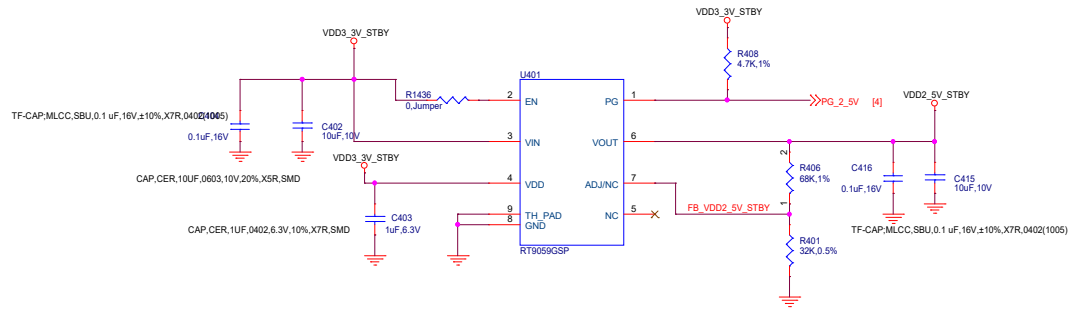 VDD3_3V_STBY
VDD3_3V_STBY
R408
4.7K,1%
U401
R1436
0,Jumper
2
EN
PG
1
PG_2_5V [4]
VDD2_5V_STBY
TF-CAP;MLCC,SBU,0.1 uF,16V,±10%,X7R,0402(1005)
0.1uF,16V
C402
10uF,10V
3
VIN
VOUT
6
VDD3_3V_STBY
CAP,CER,10UF,0603,10V,20%,X5R,SMD
2
R406
68K,1%
1
C416
0.1uF,16V
C415
10uF,10V
4
VDD
ADJ/NC
7
FB_VDD2_5V_STBY
C403
1uF,6.3V
CAP,CER,1UF,0402,6.3V,10%,X7R,SMD
9
TH_PAD
8
GND
NC
5
TF-CAP;MLCC,SBU,0.1 uF,16V,±10%,X7R,0402(1005)
R401
32K,0.5%
RT9059GSP